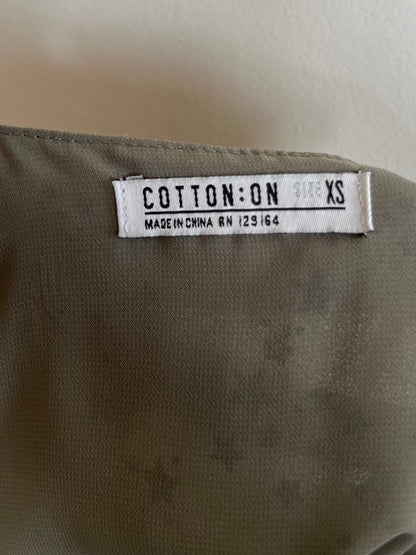 COTTON:ON SIZE XS
MADE IN CHINA RN 129164